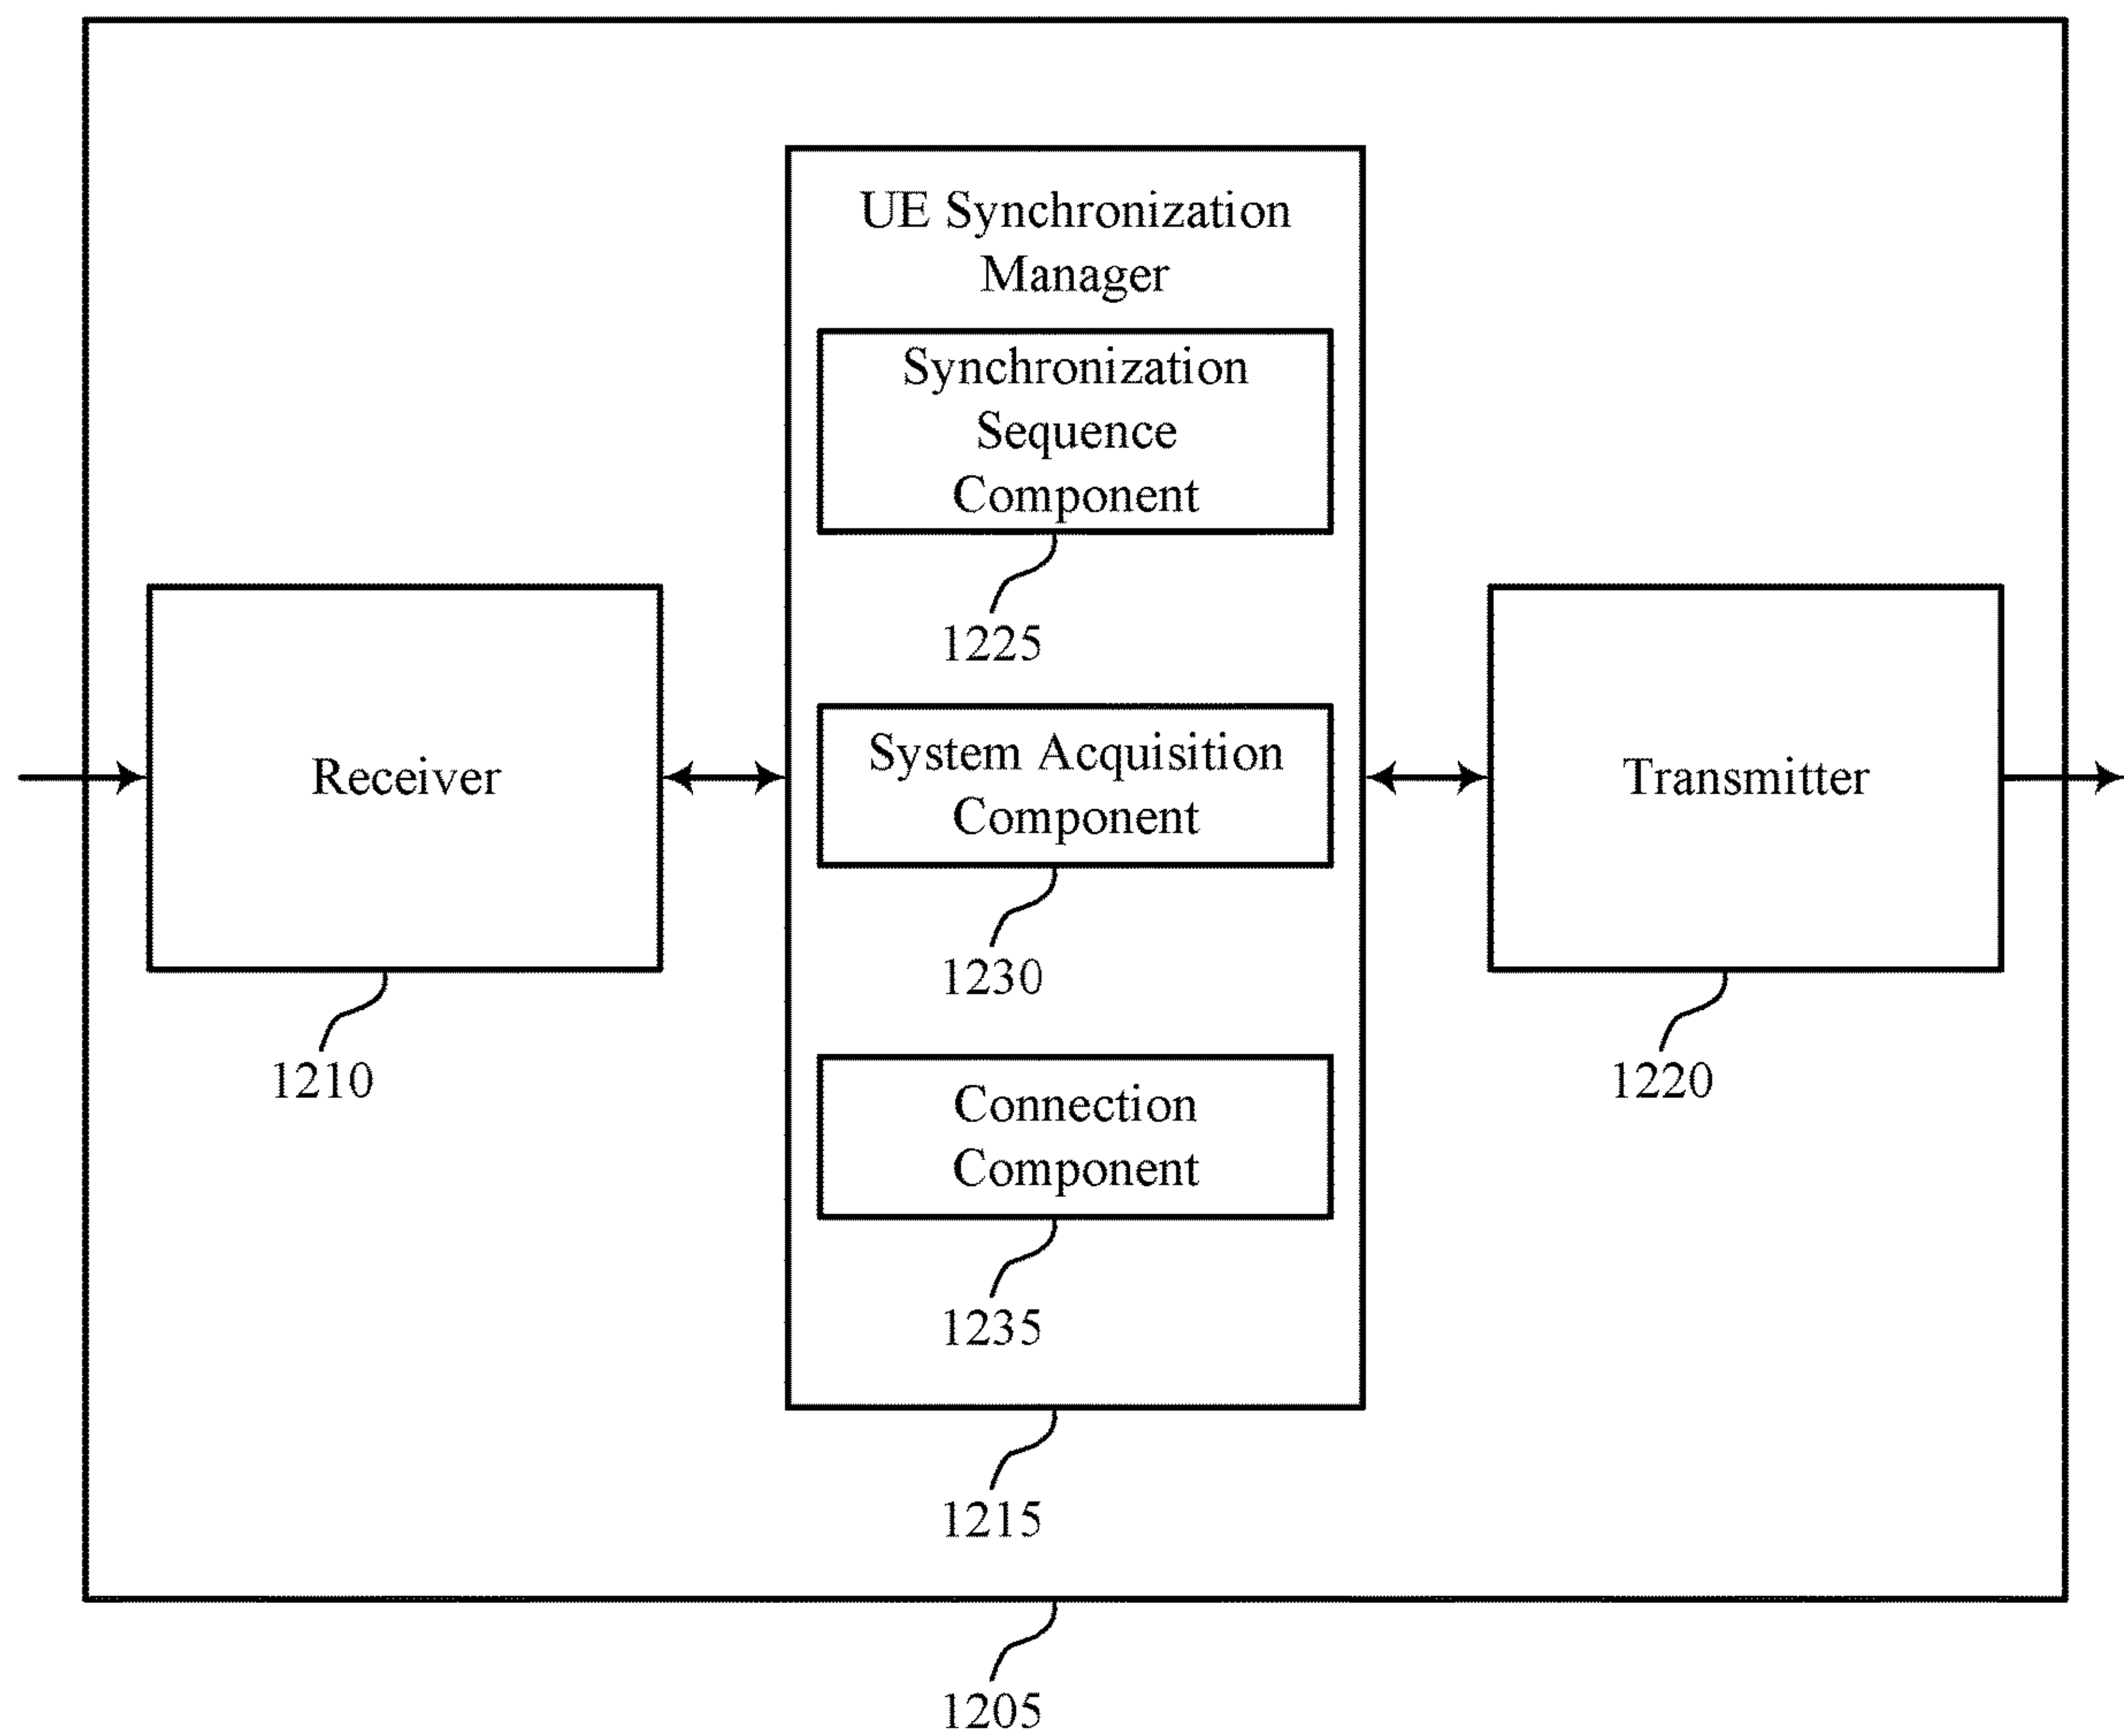 UE Synchronization
Manager
Synchronization
Sequence
Component
1225
Receiver
1210
System Acquisition
Component
1230
Transmitter
1220
Connection
Component
1235
1215
1205